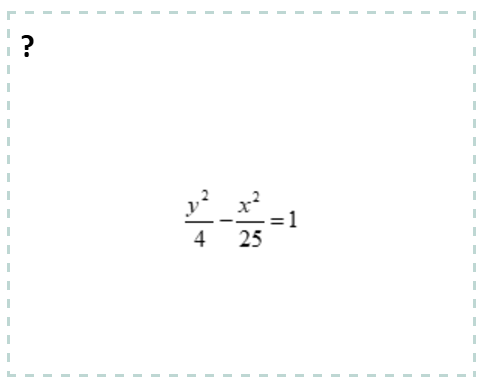 ?
y²/4 − x²/25 = 1